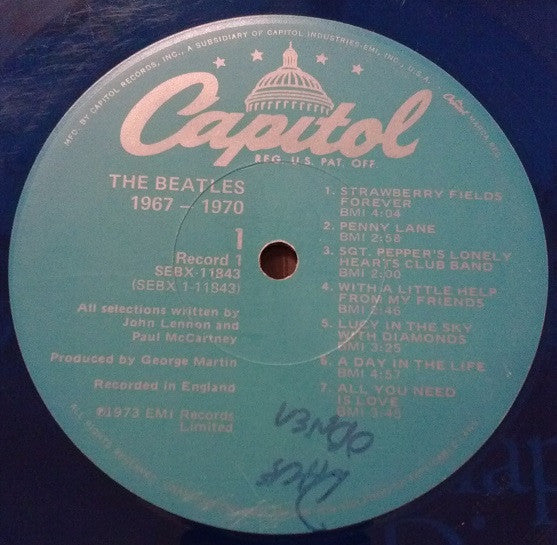 MFD. BY CAPITOL RECORDS, INC., A SUBSIDIARY OF CAPITOL INDUSTRIES-EMI, INC., U.S.A.
Capitol
REG. U.S. PAT. OFF.
THE BEATLES
1967 – 1970
1
Record 1
SEBX-11843
(SEBX 1-11843)
All selections written by
John Lennon and
Paul McCartney
Produced by George Martin
Recorded in England
℗1973 EMI Records
Limited
1. STRAWBERRY FIELDS
FOREVER
BMI 4:04
2. PENNY LANE
BMI 2:58
3. SGT. PEPPER'S LONELY
HEARTS CLUB BAND
BMI 2:00
4. WITH A LITTLE HELP
FROM MY FRIENDS
BMI 2:46
5. LUCY IN THE SKY
WITH DIAMONDS
BMI 3:25
6. A DAY IN THE LIFE
BMI 4:57
7. ALL YOU NEED
IS LOVE
BMI 3:45
ALL RIGHTS